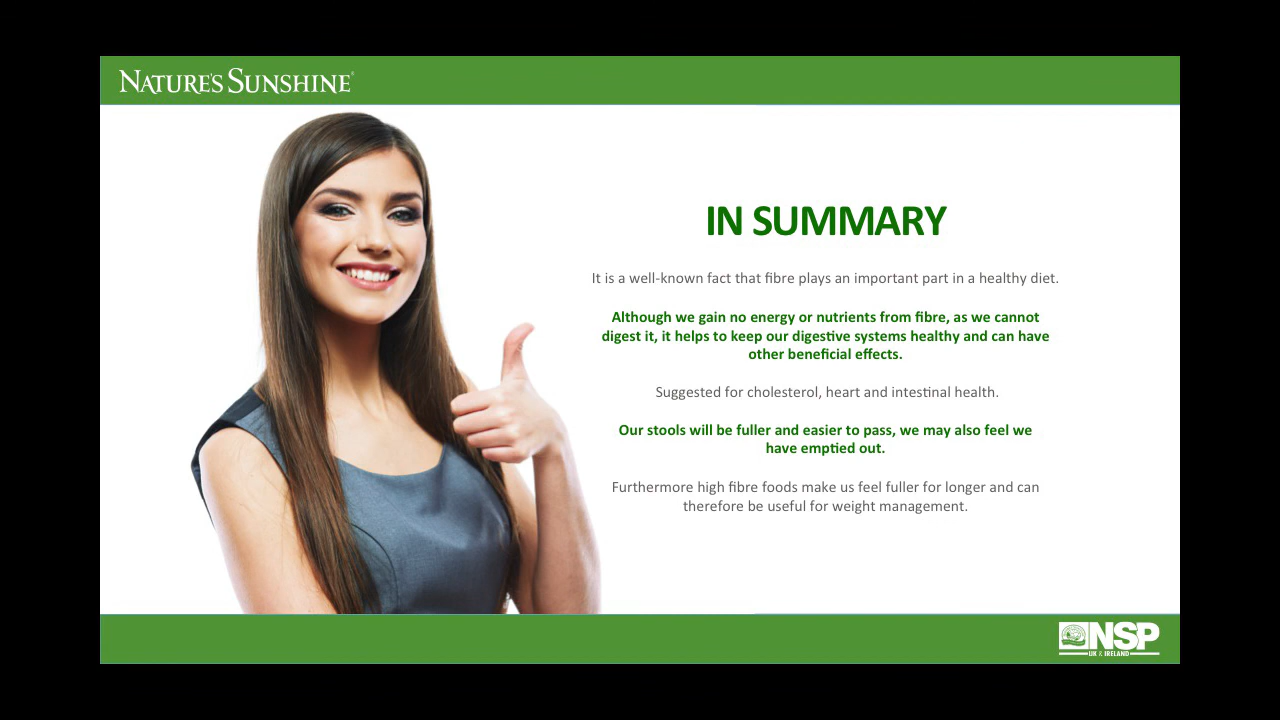 NATURE'S SUNSHINE®
IN SUMMARY
It is a well-known fact that fibre plays an important part in a healthy diet.
Although we gain no energy or nutrients from fibre, as we cannot
digest it, it helps to keep our digestive systems healthy and can have
other beneficial effects.
Suggested for cholesterol, heart and intestinal health.
Our stools will be fuller and easier to pass, we may also feel we
have emptied out.
Furthermore high fibre foods make us feel fuller for longer and can
therefore be useful for weight management.
NSP
UK & IRELAND